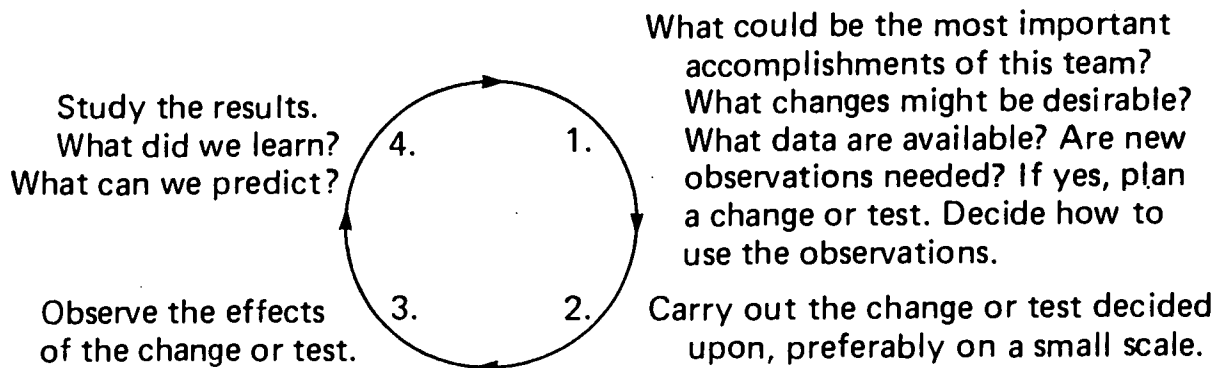 1.
What could be the most important
accomplishments of this team?
What changes might be desirable?
What data are available? Are new
observations needed? If yes, plan
a change or test. Decide how to
use the observations.
2.
Carry out the change or test decided
upon, preferably on a small scale.
3.
Observe the effects
of the change or test.
4.
Study the results.
What did we learn?
What can we predict?